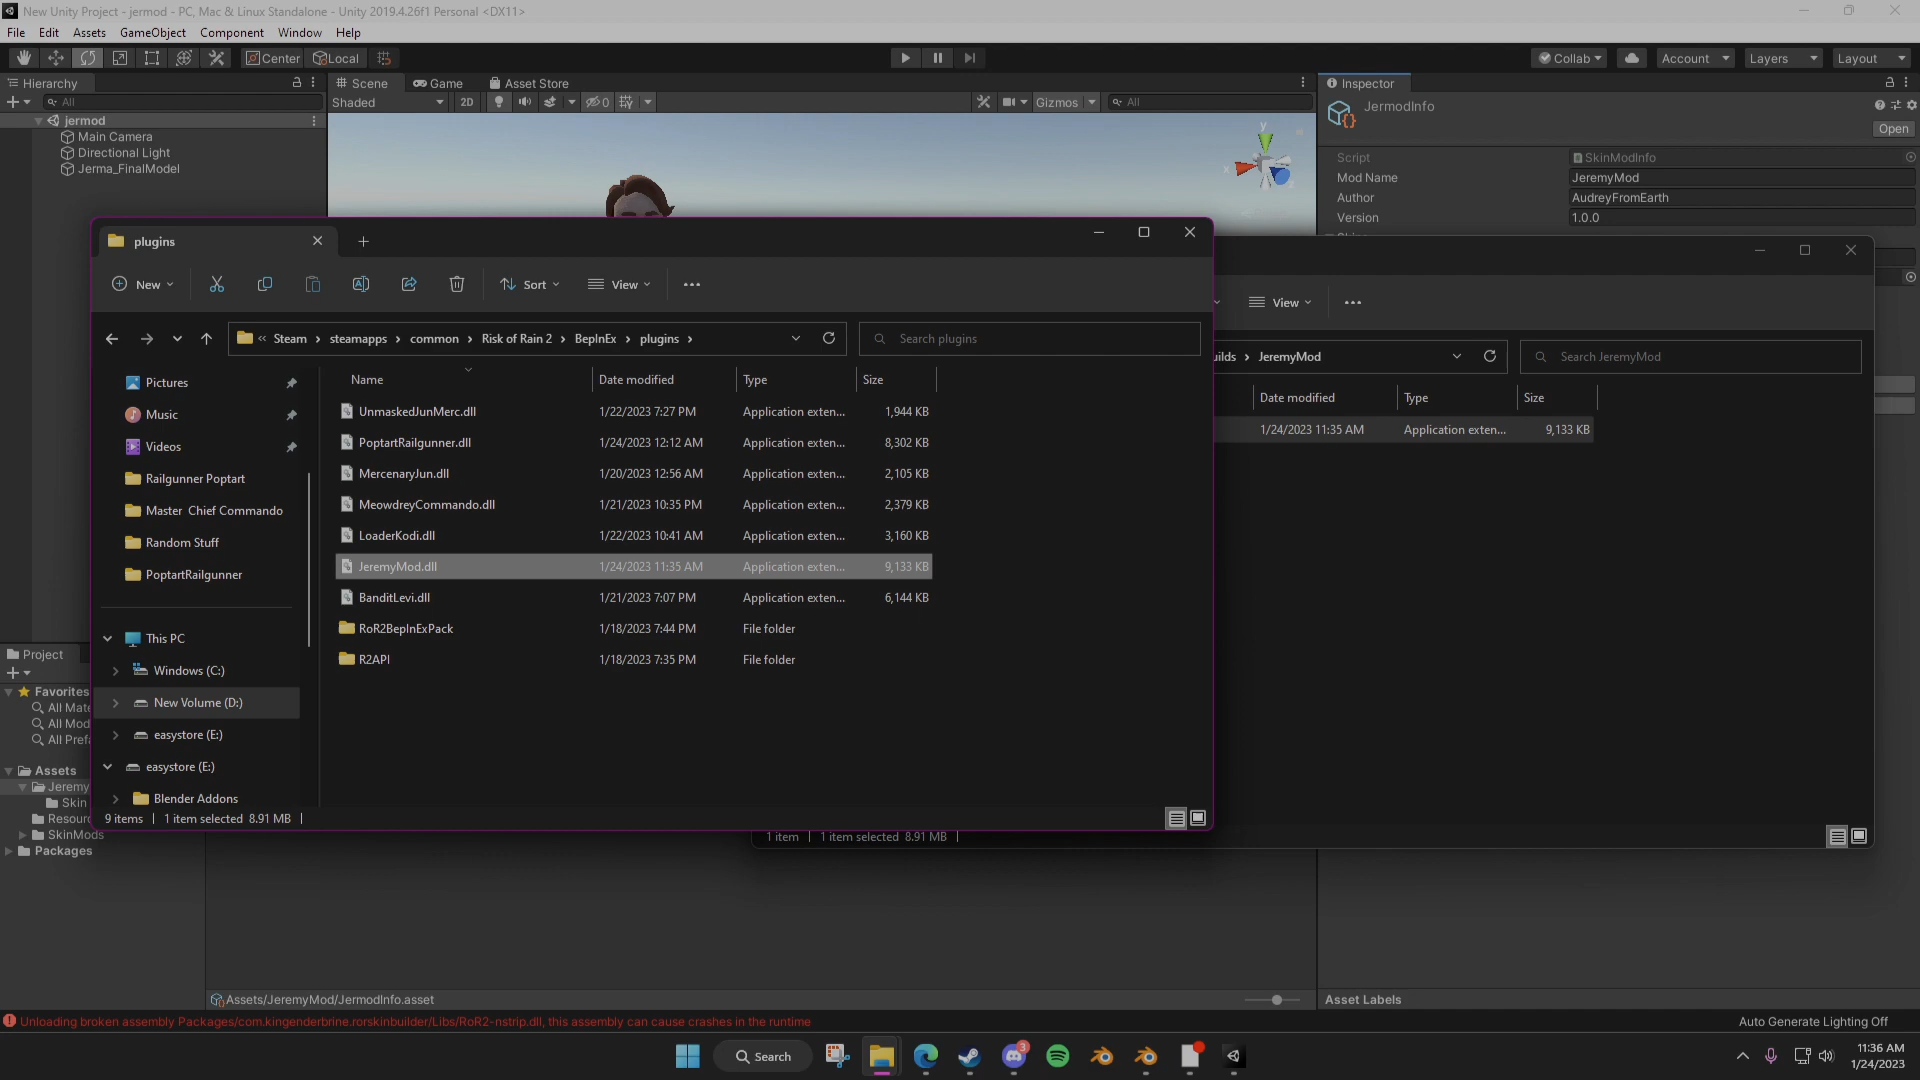 New Unity Project - jermod - PC, Mac & Linux Standalone - Unity 2019.4.26f1 Personal <DX11>
File Edit Assets GameObject Component Window Help
Center Local Collab Account Layers Layout
Hierarchy
All
jermod
Main Camera
Directional Light
Jerma_FinalModel
Scene Game Asset Store
Shaded 2D 0 Gizmos All
y
x
Inspector
JermodInfo
Open
Script SkinModInfo
Mod Name JeremyMod
Author AudreyFromEarth
Version 1.0.0
plugins
New Sort View
« Steam > steamapps > common > Risk of Rain 2 > BepInEx > plugins >
Search plugins
Pictures
Music
Videos
Railgunner Poptart
Master Chief Commando
Random Stuff
PoptartRailgunner
This PC
Windows (C:)
New Volume (D:)
easystore (E:)
easystore (E:)
Blender Addons
Name Date modified Type Size
UnmaskedJunMerc.dll 1/22/2023 7:27 PM Application exten... 1,944 KB
PoptartRailgunner.dll 1/24/2023 12:12 AM Application exten... 8,302 KB
MercenaryJun.dll 1/20/2023 12:56 AM Application exten... 2,105 KB
MeowdreyCommando.dll 1/21/2023 10:35 PM Application exten... 2,379 KB
LoaderKodi.dll 1/22/2023 10:41 AM Application exten... 3,160 KB
JeremyMod.dll 1/24/2023 11:35 AM Application exten... 9,133 KB
BanditLevi.dll 1/21/2023 7:07 PM Application exten... 6,144 KB
RoR2BepInExPack 1/18/2023 7:44 PM File folder
R2API 1/18/2023 7:35 PM File folder
9 items 1 item selected 8.91 MB
View
uilds > JeremyMod
Search JeremyMod
Date modified Type Size
1/24/2023 11:35 AM Application exten... 9,133 KB
1 item 1 item selected 8.91 MB
Project
Favorites
All Mate
All Mod
All Pref
Assets
Jeremy
Skin
Resour
SkinMods
Packages
Assets/JeremyMod/JermodInfo.asset
Asset Labels
Unloading broken assembly Packages/com.kingenderbrine.rorskinbuilder/Libs/RoR2-nstrip.dll, this assembly can cause crashes in the runtime
Auto Generate Lighting Off
Search
3
11:36 AM
1/24/2023